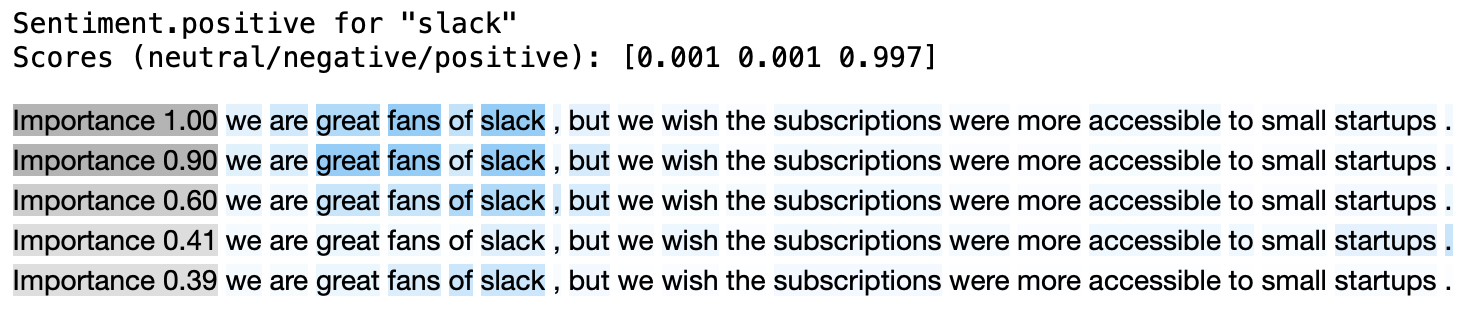 Sentiment.positive for "slack"
Scores (neutral/negative/positive): [0.001 0.001 0.997]
Importance 1.00 we are great fans of slack , but we wish the subscriptions were more accessible to small startups .
Importance 0.90 we are great fans of slack , but we wish the subscriptions were more accessible to small startups .
Importance 0.60 we are great fans of slack , but we wish the subscriptions were more accessible to small startups .
Importance 0.41 we are great fans of slack , but we wish the subscriptions were more accessible to small startups .
Importance 0.39 we are great fans of slack , but we wish the subscriptions were more accessible to small startups .